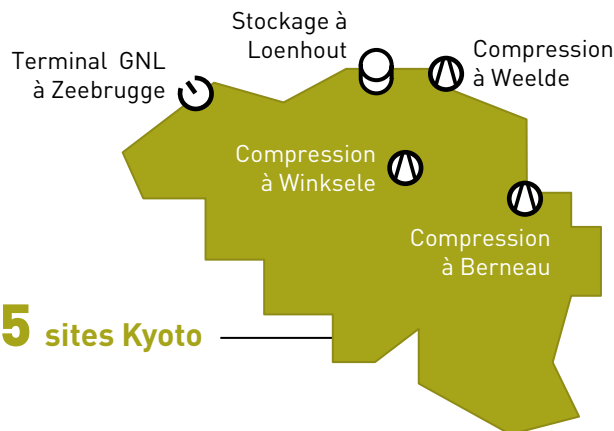 Stockage à
Loenhout
Terminal GNL
à Zeebrugge
Compression
à Weelde
Compression
à Winksele
Compression
à Berneau
5 sites Kyoto